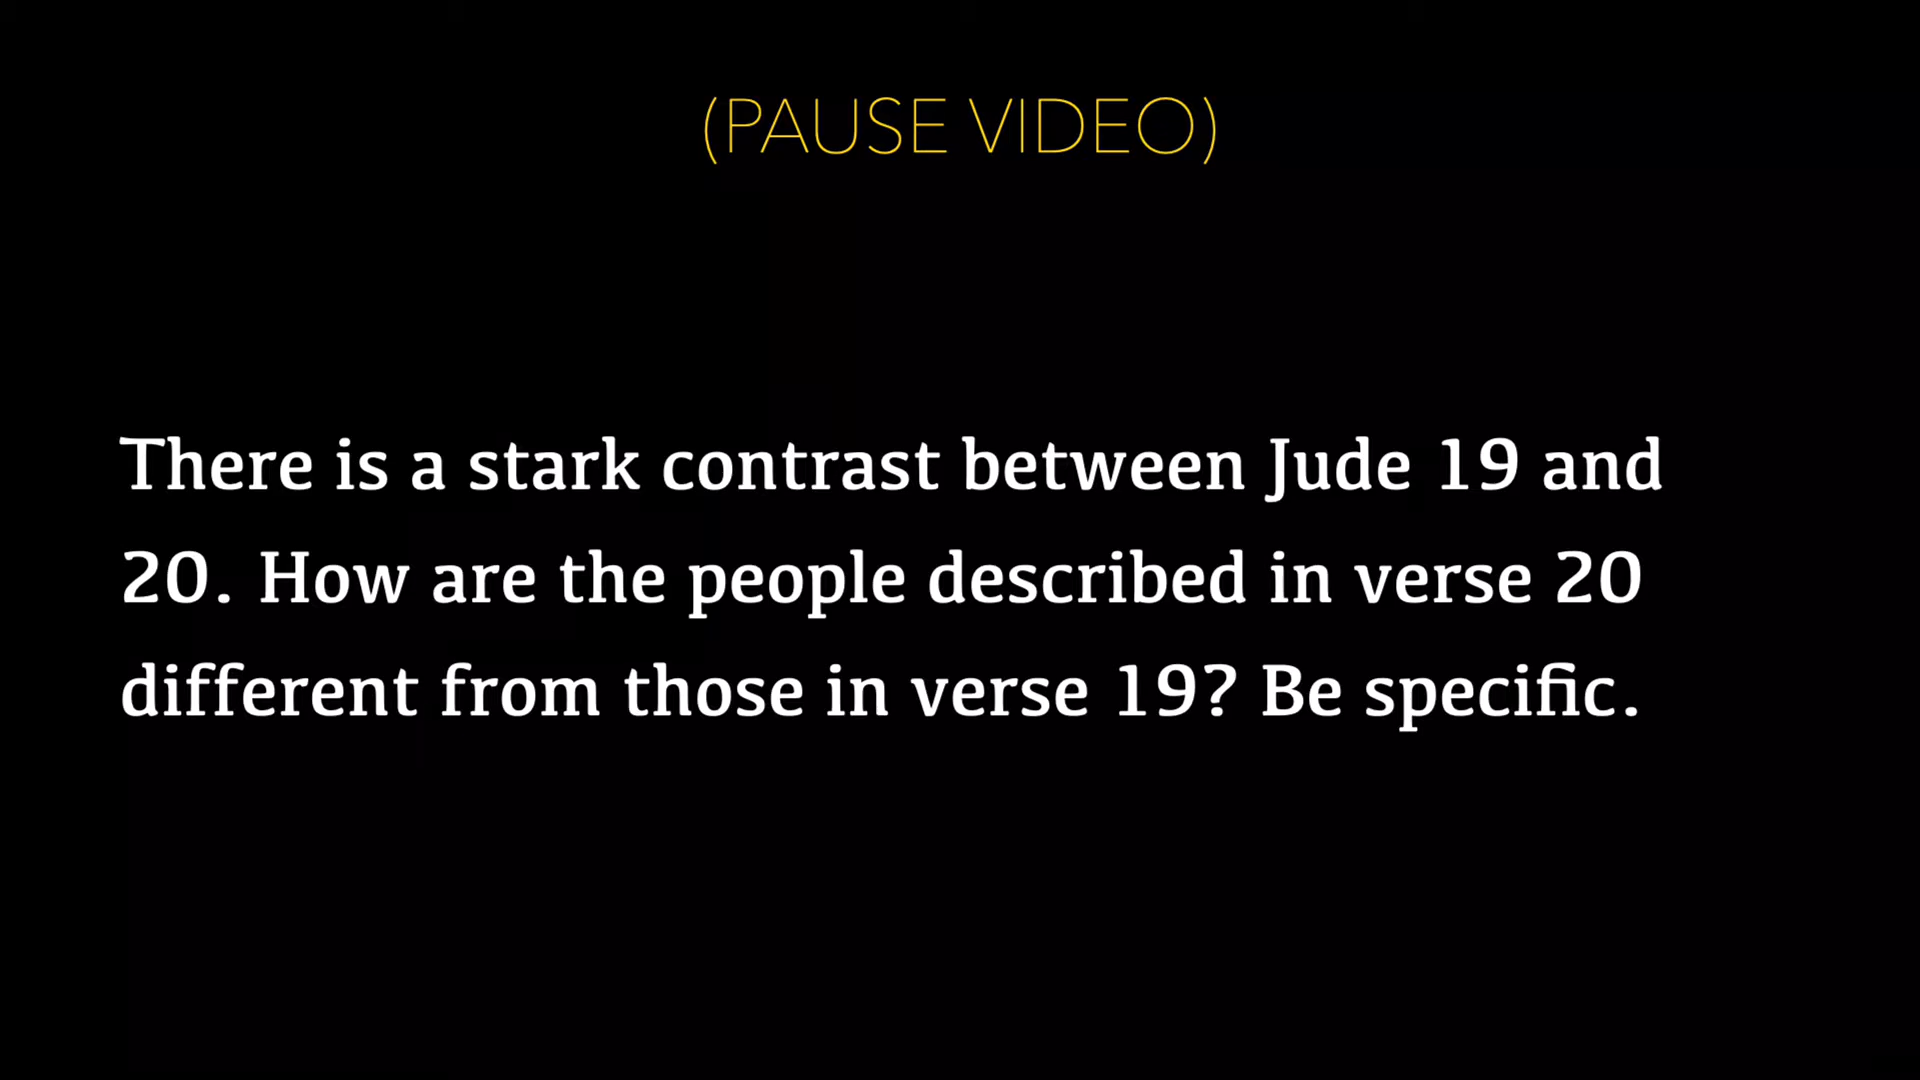 (PAUSE VIDEO)
There is a stark contrast between Jude 19 and
20. How are the people described in verse 20
different from those in verse 19? Be specific.